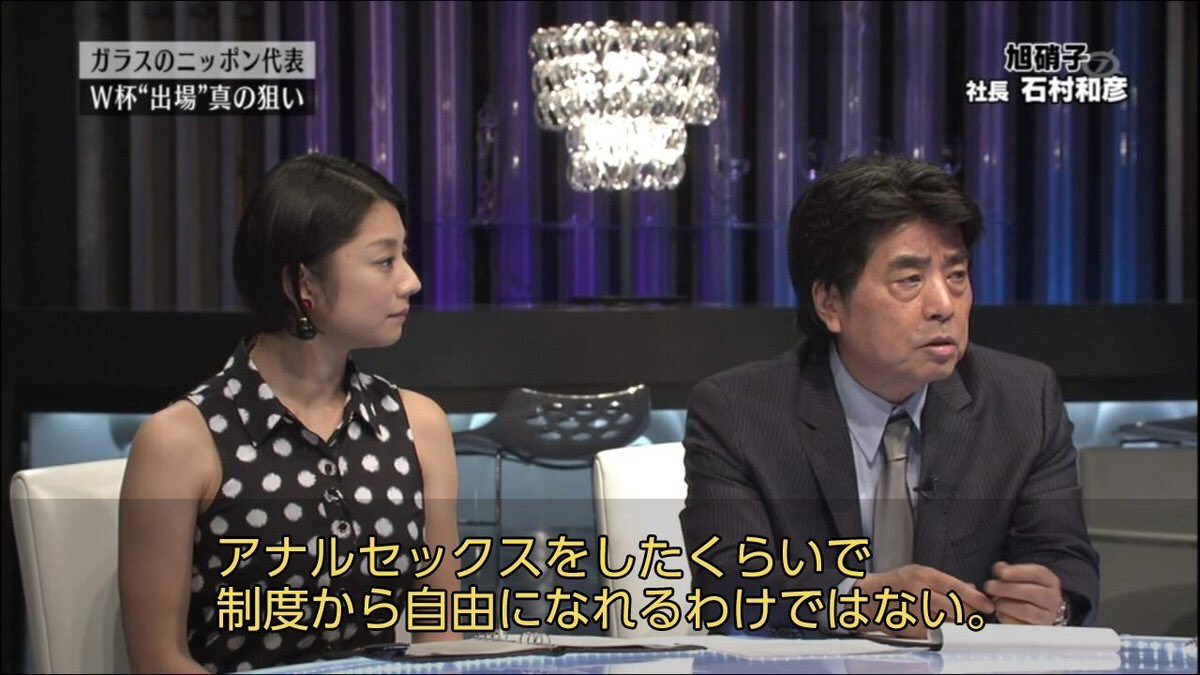 ガラスのニッポン代表
W杯“出場”真の狙い
旭硝子
社長 石村和彦
アナルセックスをしたくらいで
制度から自由になれるわけではない。